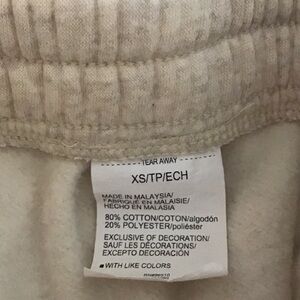 TEAR AWAY
XS/TP/ECH
MADE IN MALAYSIA/
FABRIQUÉ EN MALAISIE/
HECHO EN MALASIA
80% COTTON/COTON/algodón
20% POLYESTER/poliéster
EXCLUSIVE OF DECORATION/
SAUF LES DÉCORATIONS/
EXCEPTO DECORACIÓN
■ WITH LIKE COLORS